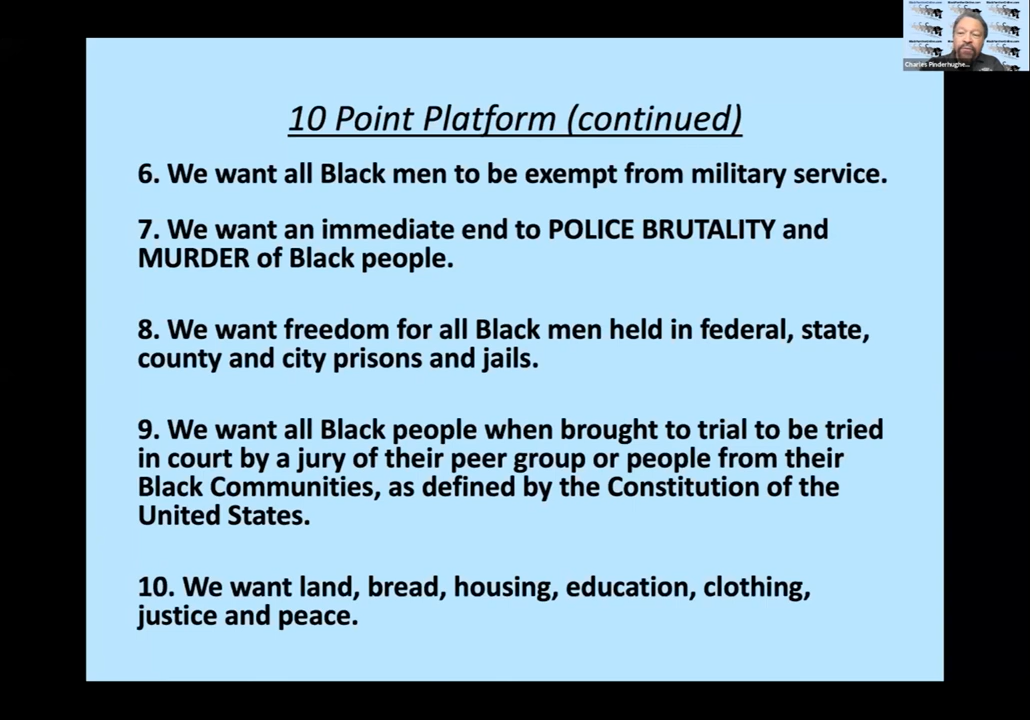 10 Point Platform (continued)
6. We want all Black men to be exempt from military service.
7. We want an immediate end to POLICE BRUTALITY and
MURDER of Black people.
8. We want freedom for all Black men held in federal, state,
county and city prisons and jails.
9. We want all Black people when brought to trial to be tried
in court by a jury of their peer group or people from their
Black Communities, as defined by the Constitution of the
United States.
10. We want land, bread, housing, education, clothing,
justice and peace.
Charles Pinderhughe...